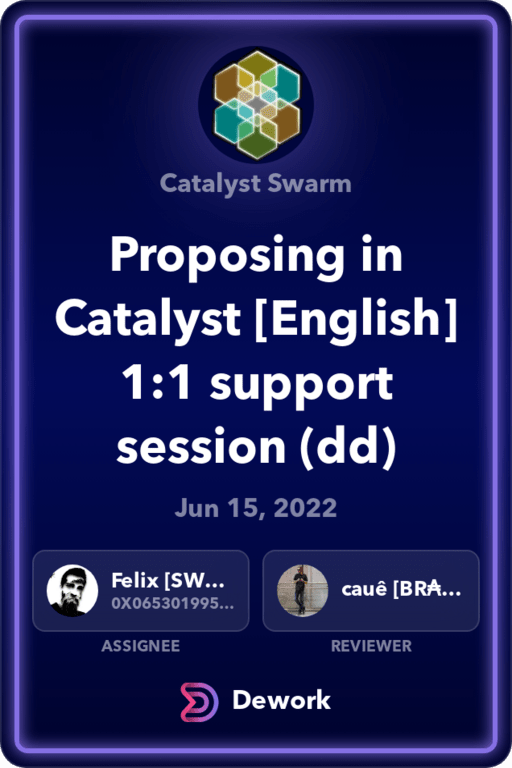 Catalyst Swarm
Proposing in
Catalyst [English]
1:1 support
session (dd)
Jun 15, 2022
Felix [SW...
0X065301995...
cauê [BR₳...
ASSIGNEE
REVIEWER
Dework